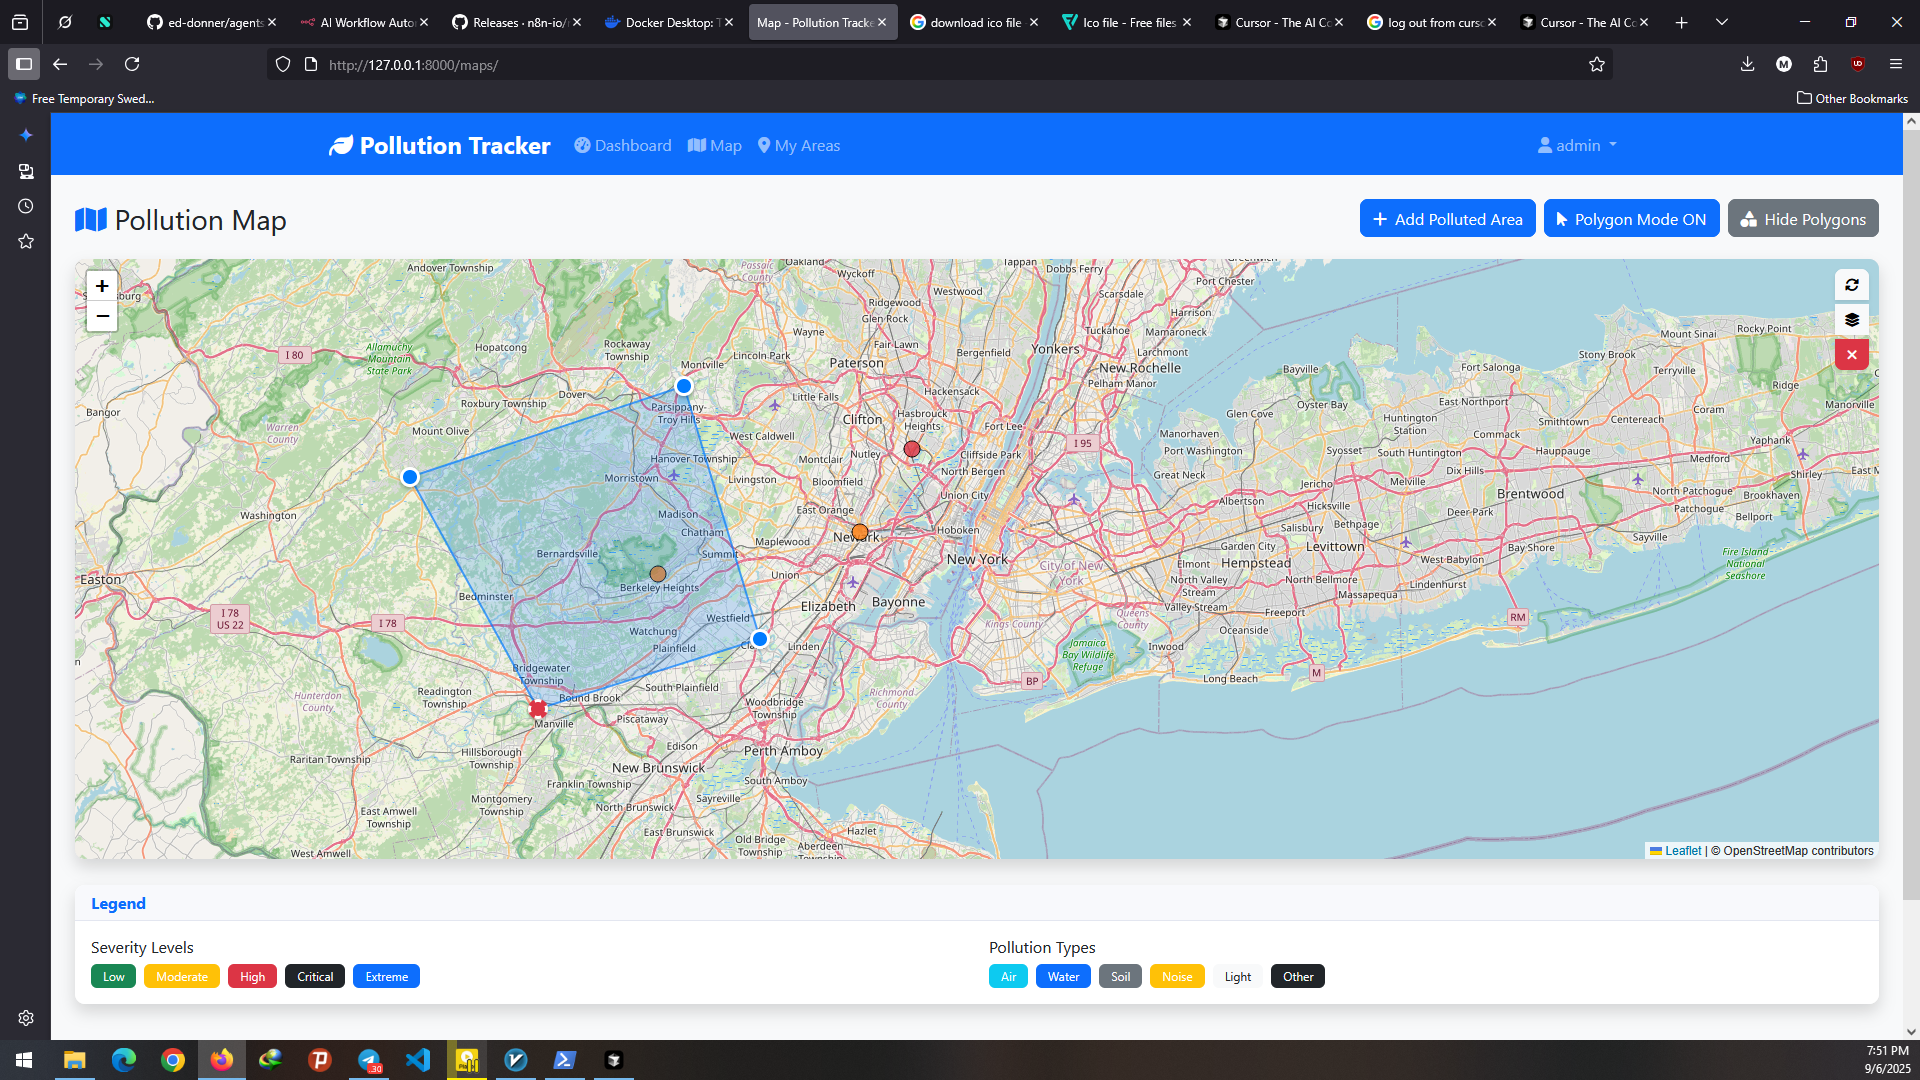 ed-donner/agents
AI Workflow Auto
Releases · n8n-io/
Docker Desktop: T
Map - Pollution Tracke
download ico file
Ico file - Free files
Cursor - The AI Co
log out from curso
Cursor - The AI Co
http://127.0.0.1:8000/maps/
Free Temporary Swed...
Other Bookmarks
Pollution Tracker
Dashboard
Map
My Areas
admin
Pollution Map
Add Polluted Area
Polygon Mode ON
Hide Polygons
+
−
Andover Township
Passaic County
Oakland
Wyckoff
Tappan
Dobbs Ferry
Greenwich
Port Chester
Westwood
Scarsdale
Ridgewood
Glen Rock
Harrison
Hopatcong
Rockaway Township
Wayne
Fair Lawn
Tuckahoe
Mamaroneck
I 80
Allamuchy Mountain State Park
Montville
Lincoln Park
Paterson
Bergenfield
Yonkers
Larchmont
New Rochelle
Pelham Manor
Mount Sinai
Rocky Point
Stony Brook
Fort Salonga
Terryville
Ridge
Bayville
Dover
Little Falls
Hackensack
Bangor
Roxbury Township
Parsippany-Troy Hills
Clifton
Hasbrouck Heights
Fort Lee
Glen Cove
Oyster Bay
Huntington Station
East Northport
Centereach
Coram
Manorville
Warren County
Mount Olive
West Caldwell
I 95
Manorhaven
Port Washington
Smithtown
Commack
Hauppauge
Yaphank
Hanover Township
Montclair
Nutley
Cliffside Park
North Bergen
Syosset
South Huntington
Dix Hills
Islandia
Medford
Shirley
East M
Morristown
Livingston
Bloomfield
Union City
Great Neck
Jericho
Melville
Brentwood
North Patchogue
Patchogue
Brookhaven
Bellport
Washington
Madison
East Orange
Albertson
Hicksville
Deer Park
Chatham
Newark
Hoboken
Salisbury
Bethpage
North Great River
Sayville
Maplewood
New York
Garden City
Levittown
West Babylon
Bay Shore
Bernardsville
Summit
Elmont
Hempstead
Fire Island National Seashore
Easton
Union
City of New York
North Valley Stream
North Bellmore
Lindenhurst
Massapequa
Berkeley Heights
Bedminster
Elizabeth
Bayonne
Valley Stream
Freeport
I 78 US 22
I 78
Westfield
Queens County
Kings County
RM
Watchung
Plainfield
Linden
Oceanside
Jamaica Bay Wildlife Refuge
Inwood
Bridgewater Township
Long Beach
M
BP
Hunterdon County
Readington Township
Bound Brook
South Plainfield
Richmond County
Woodbridge Township
Manville
Piscataway
Hillsborough Township
Edison
Perth Amboy
Raritan Township
New Brunswick
South Amboy
Franklin Township
Montgomery Township
North Brunswick
Sayreville
East Amwell Township
East Brunswick
Hazlet
Old Bridge Township
Aberdeen Township
West Amwell
Leaflet | © OpenStreetMap contributors
Legend
Severity Levels
Low
Moderate
High
Critical
Extreme
Pollution Types
Air
Water
Soil
Noise
Light
Other
7:51 PM
9/6/2025